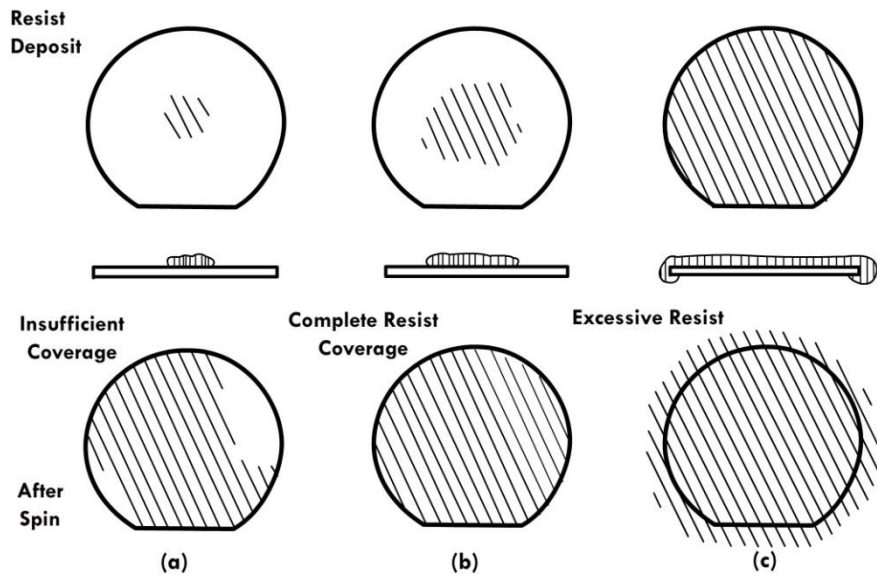 Resist
Deposit
Insufficient
Coverage
Complete Resist
Coverage
Excessive Resist
After
Spin
(a)
(b)
(c)